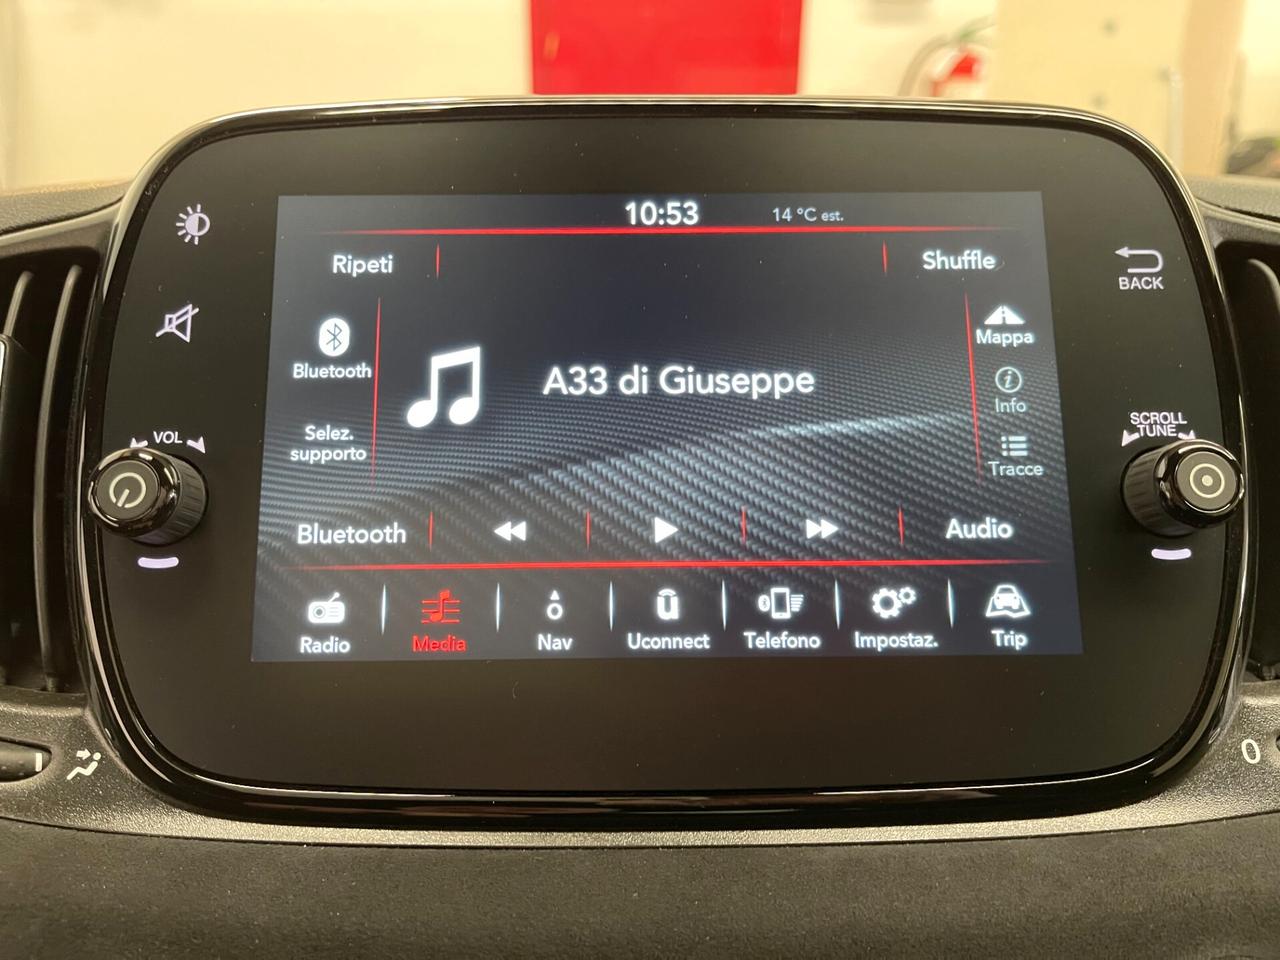 10:53 14 °C est.
Ripeti
Shuffle
BACK
Bluetooth
A33 di Giuseppe
Mappa
Info
Selez.
supporto
Tracce
VOL
SCROLL
TUNE
Bluetooth
Audio
Radio
Media
Nav
Uconnect
Telefono
Impostaz.
Trip
0